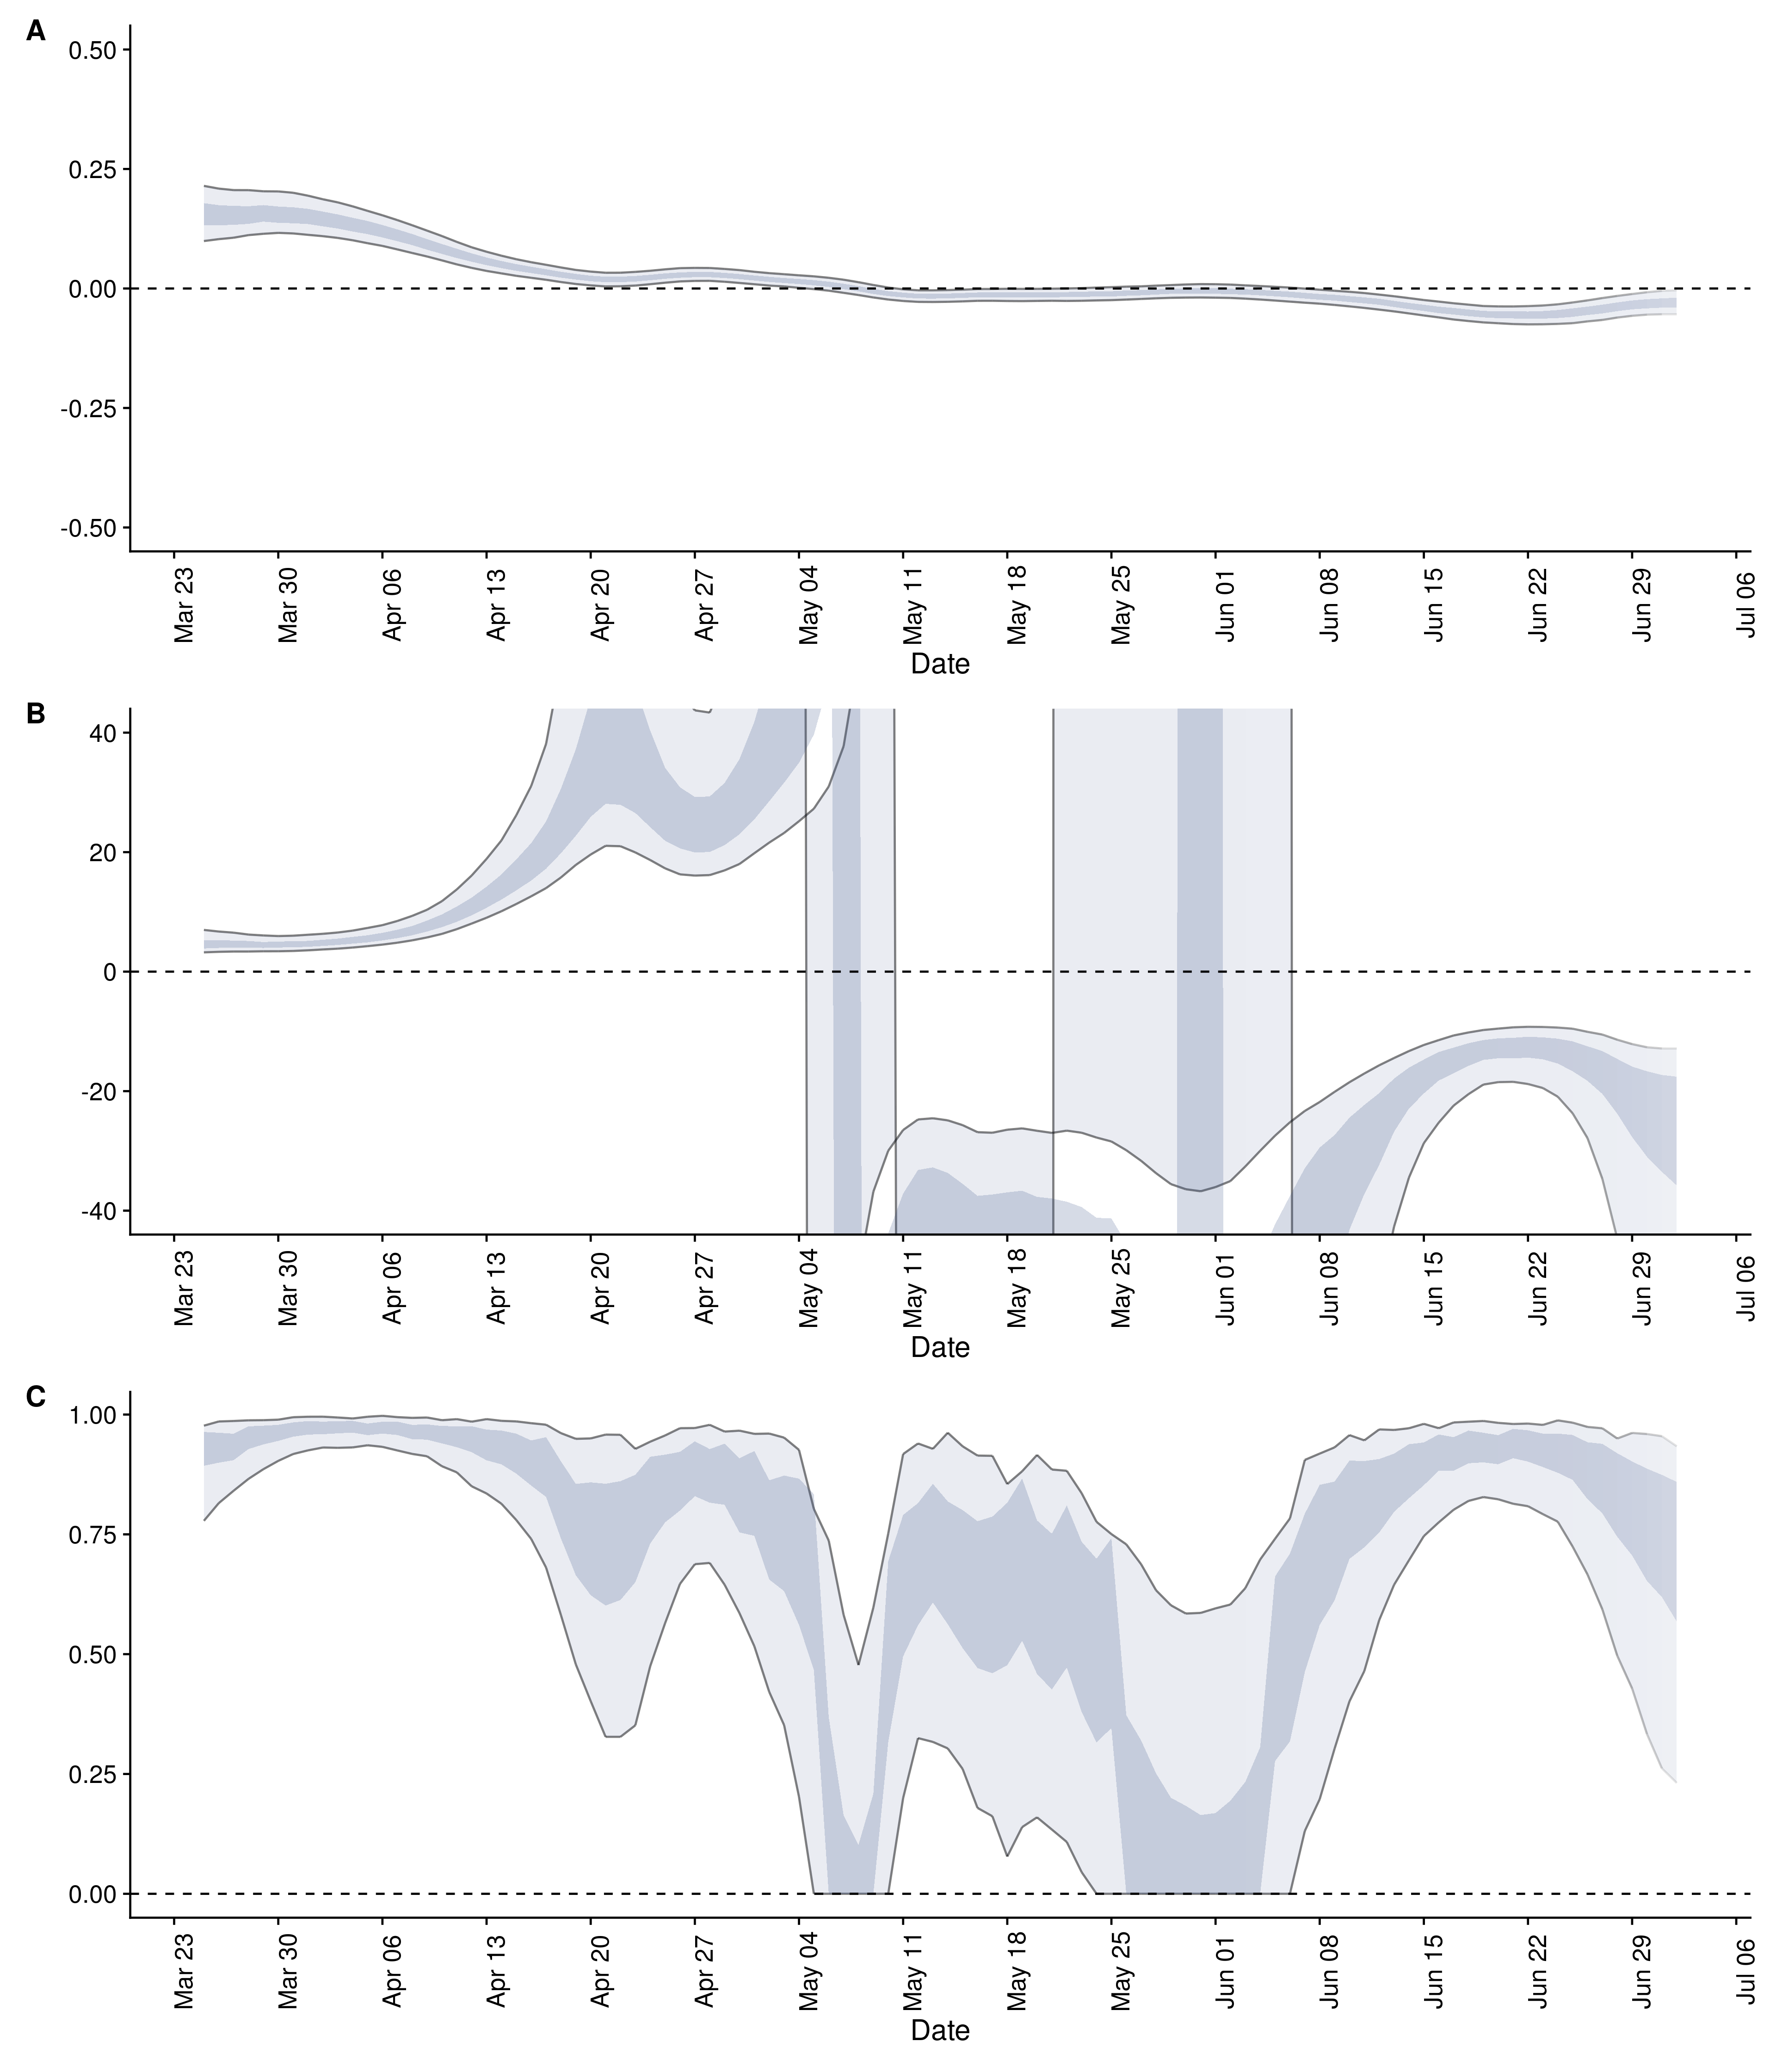 A
0.50
0.25
0.00
-0.25
-0.50
Mar 23
Mar 30
Apr 06
Apr 13
Apr 20
Apr 27
May 04
May 11
May 18
May 25
Jun 01
Jun 08
Jun 15
Jun 22
Jun 29
Jul 06
Date
B
40
20
0
-20
-40
Mar 23
Mar 30
Apr 06
Apr 13
Apr 20
Apr 27
May 04
May 11
May 18
May 25
Jun 01
Jun 08
Jun 15
Jun 22
Jun 29
Jul 06
Date
C
1.00
0.75
0.50
0.25
0.00
Mar 23
Mar 30
Apr 06
Apr 13
Apr 20
Apr 27
May 04
May 11
May 18
May 25
Jun 01
Jun 08
Jun 15
Jun 22
Jun 29
Jul 06
Date